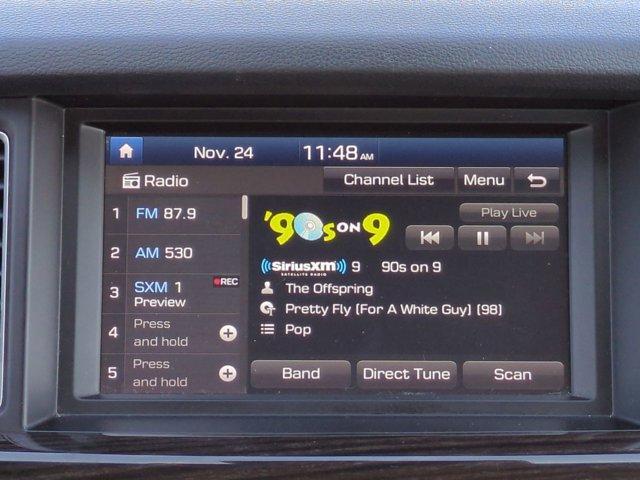 Nov. 24 11:48 AM
Radio Channel List Menu
1 FM 87.9
2 AM 530
3 SXM 1 REC
Preview
4 Press
and hold
5 Press
and hold
'90s ON 9
Play Live
((SiriusXM)) 9 90s on 9
SATELLITE RADIO
The Offspring
Pretty Fly (For A White Guy) (98)
Pop
Band Direct Tune Scan